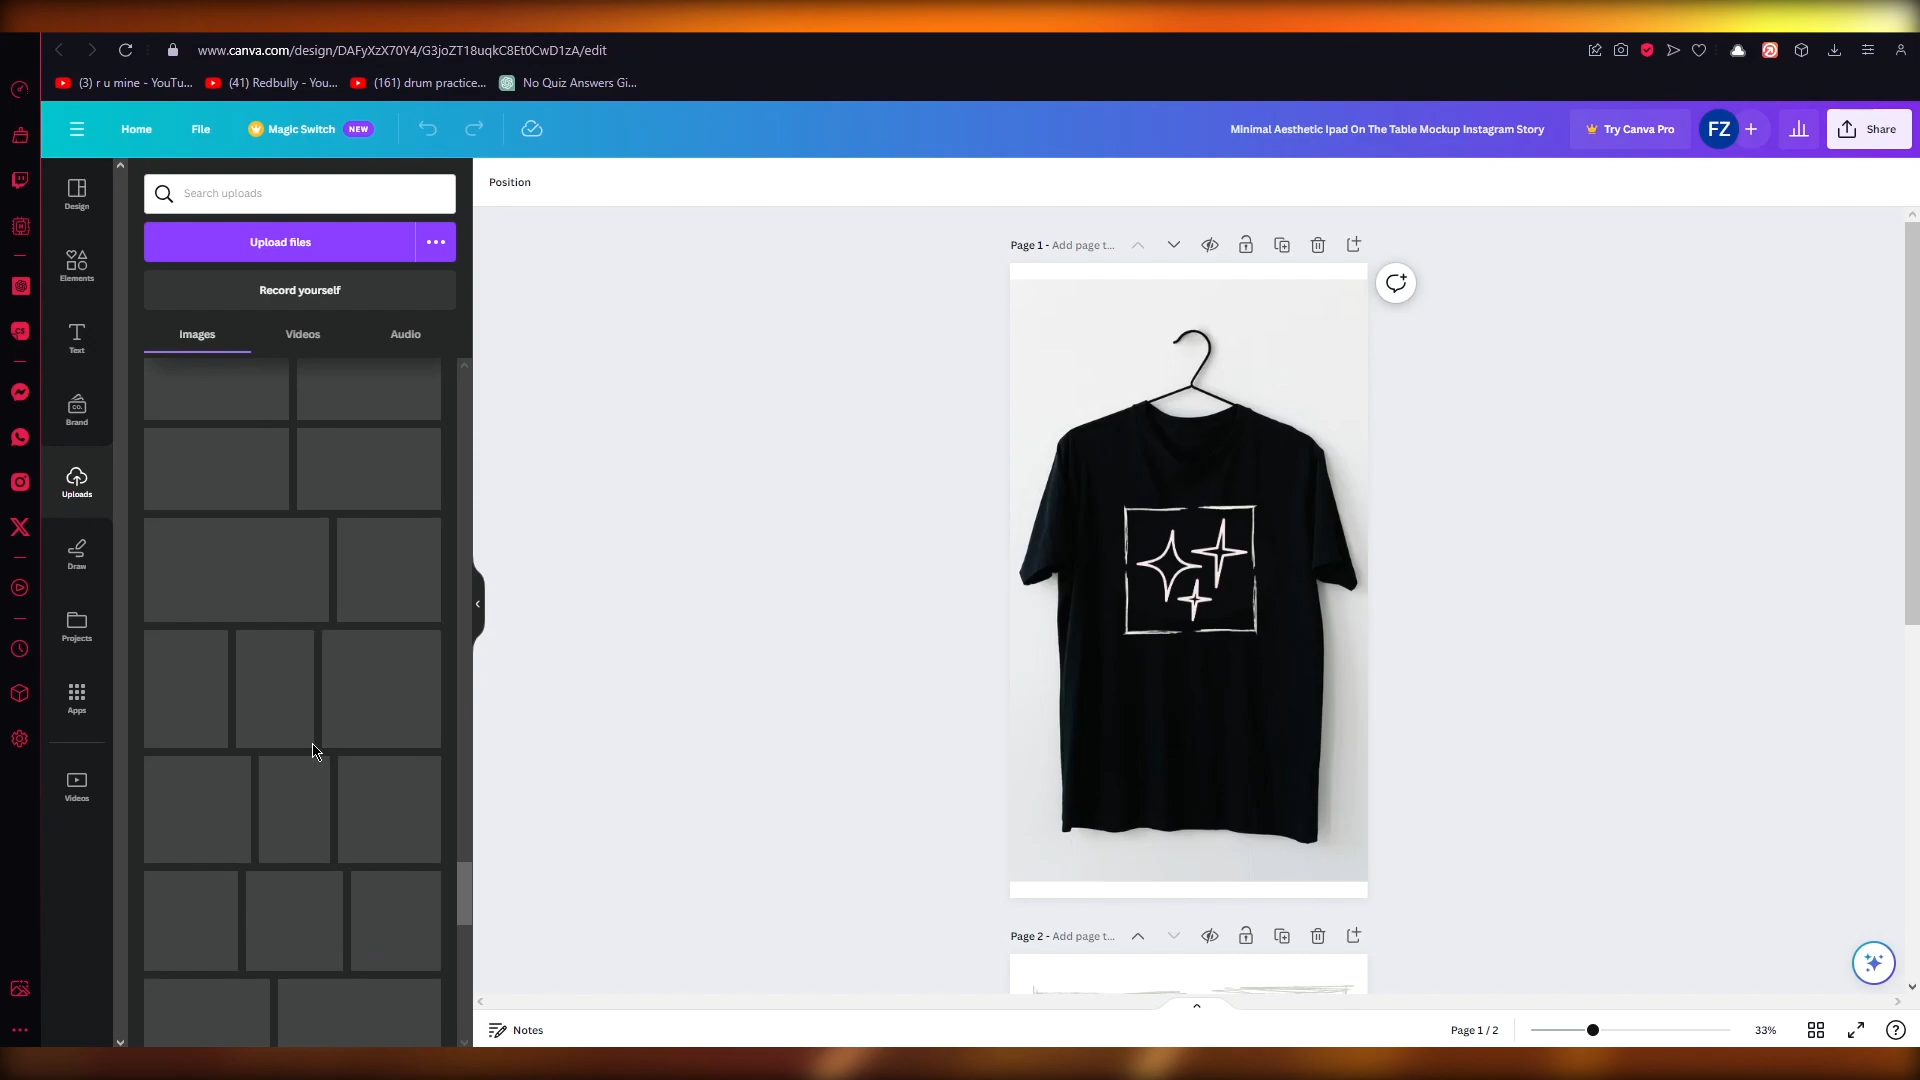 www.canva.com/design/DAFyXzX70Y4/G3joZT18uqkC8Et0CwD1zA/edit
(3) r u mine - YouTu...
(41) Redbully - You...
(161) drum practice...
No Quiz Answers Gi...
Home
File
Magic Switch NEW
Minimal Aesthetic Ipad On The Table Mockup Instagram Story
Try Canva Pro
FZ
Share
Design
Elements
Text
CO.
Brand
Uploads
Draw
Projects
Apps
Videos
Search uploads
Upload files
Record yourself
Images
Videos
Audio
Position
Page 1 - Add page t...
Page 2 - Add page t...
Notes
Page 1 / 2
33%